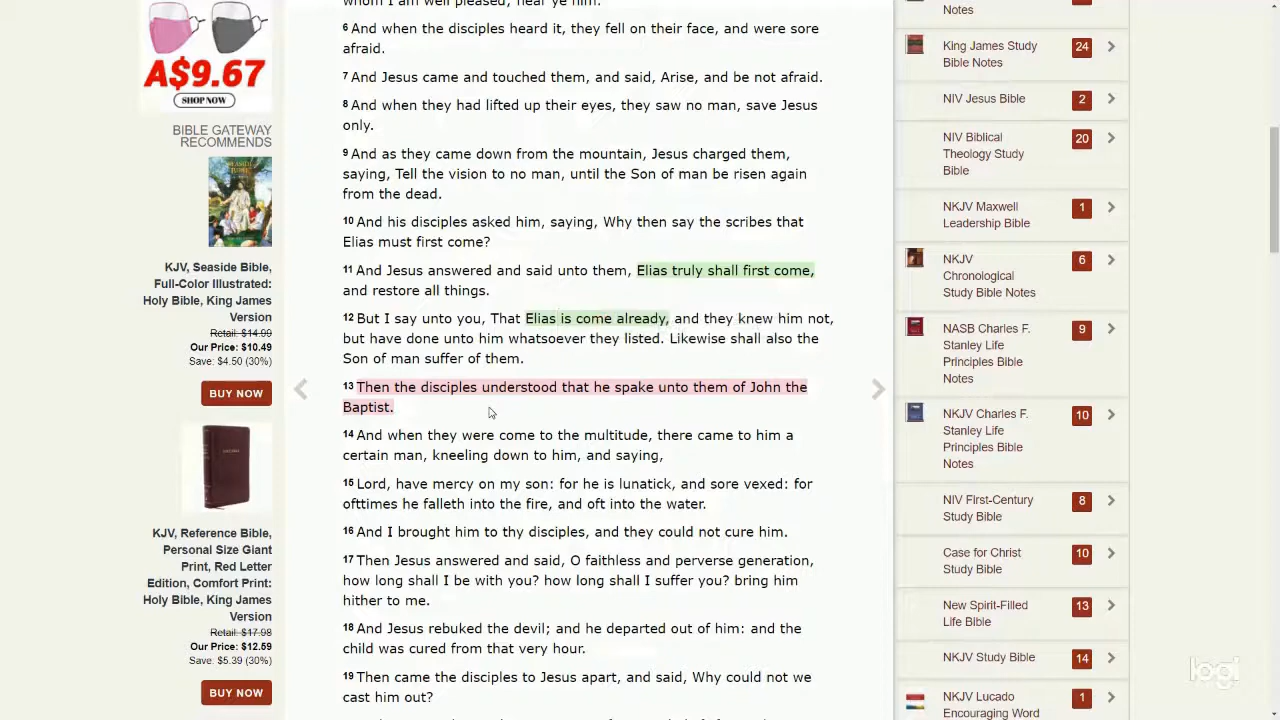 A$9.67
SHOP NOW
BIBLE GATEWAY
RECOMMENDS
KJV, Seaside Bible,
Full-Color Illustrated:
Holy Bible, King James
Version
Retail: $14.99
Our Price: $10.49
Save: $4.50 (30%)
BUY NOW
KJV, Reference Bible,
Personal Size Giant
Print, Red Letter
Edition, Comfort Print:
Holy Bible, King James
Version
Retail: $17.98
Our Price: $12.59
Save: $5.39 (30%)
BUY NOW
whom I am well pleased; hear ye him.
6 And when the disciples heard it, they fell on their face, and were sore
afraid.
7 And Jesus came and touched them, and said, Arise, and be not afraid.
8 And when they had lifted up their eyes, they saw no man, save Jesus
only.
9 And as they came down from the mountain, Jesus charged them,
saying, Tell the vision to no man, until the Son of man be risen again
from the dead.
10 And his disciples asked him, saying, Why then say the scribes that
Elias must first come?
11 And Jesus answered and said unto them, Elias truly shall first come,
and restore all things.
12 But I say unto you, That Elias is come already, and they knew him not,
but have done unto him whatsoever they listed. Likewise shall also the
Son of man suffer of them.
13 Then the disciples understood that he spake unto them of John the
Baptist.
14 And when they were come to the multitude, there came to him a
certain man, kneeling down to him, and saying,
15 Lord, have mercy on my son: for he is lunatick, and sore vexed: for
ofttimes he falleth into the fire, and oft into the water.
16 And I brought him to thy disciples, and they could not cure him.
17 Then Jesus answered and said, O faithless and perverse generation,
how long shall I be with you? how long shall I suffer you? bring him
hither to me.
18 And Jesus rebuked the devil; and he departed out of him: and the
child was cured from that very hour.
19 Then came the disciples to Jesus apart, and said, Why could not we
cast him out?
Notes
King James Study
Bible Notes
24
NIV Jesus Bible
2
NIV Biblical
Theology Study
Bible
20
NKJV Maxwell
Leadership Bible
1
NKJV
Chronological
Study Bible Notes
6
NASB Charles F.
Stanley Life
Principles Bible
Notes
9
NKJV Charles F.
Stanley Life
Principles Bible
Notes
10
NIV First-Century
Study Bible
8
Case for Christ
Study Bible
10
New Spirit-Filled
Life Bible
13
NKJV Study Bible
14
NKJV Lucado
Encouraging Word
1
logi